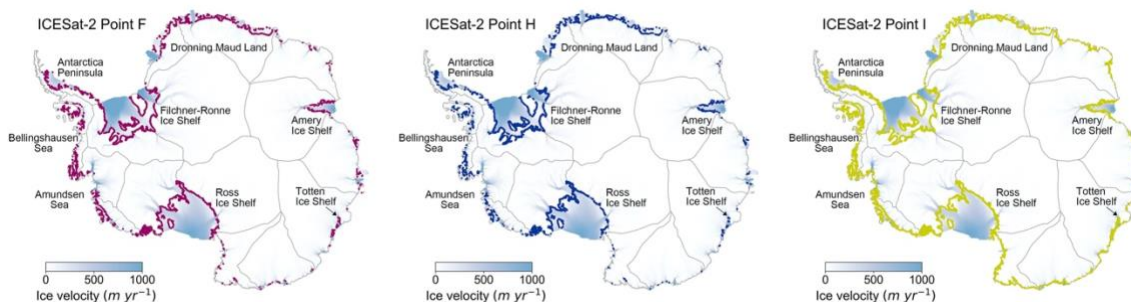 ICESat-2 Point F
Dronning Maud Land
Antarctica
Peninsula
Filchner-Ronne
Ice Shelf
Amery
Ice Shelf
Bellingshausen
Sea
Amundsen
Sea
Ross
Ice Shelf
Totten
Ice Shelf
0 500 1000
Ice velocity (m yr⁻¹)
ICESat-2 Point H
Dronning Maud Land
Antarctica
Peninsula
Filchner-Ronne
Ice Shelf
Amery
Ice Shelf
Bellingshausen
Sea
Amundsen
Sea
Ross
Ice Shelf
Totten
Ice Shelf
0 500 1000
Ice velocity (m yr⁻¹)
ICESat-2 Point I
Dronning Maud Land
Antarctica
Peninsula
Filchner-Ronne
Ice Shelf
Amery
Ice Shelf
Bellingshausen
Sea
Amundsen
Sea
Ross
Ice Shelf
Totten
Ice Shelf
0 500 1000
Ice velocity (m yr⁻¹)